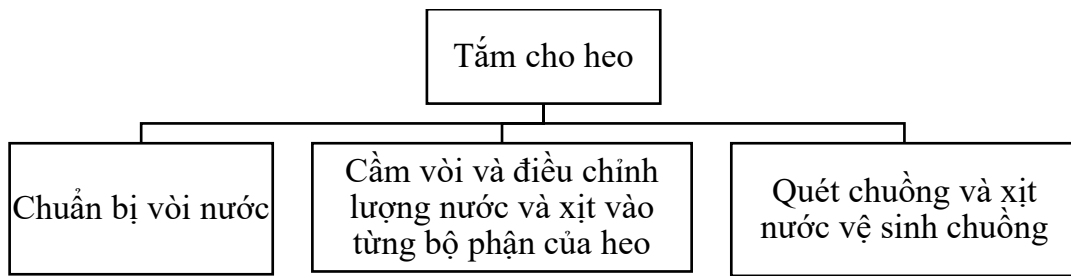 Tắm cho heo
Chuẩn bị vòi nước
Cầm vòi và điều chỉnh
lượng nước và xịt vào
từng bộ phận của heo
Quét chuồng và xịt
nước vệ sinh chuồng